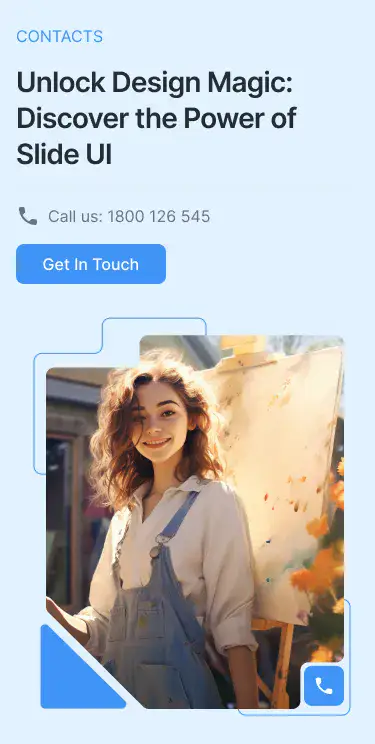 CONTACTS
Unlock Design Magic:
Discover the Power of
Slide UI
Call us: 1800 126 545
Get In Touch